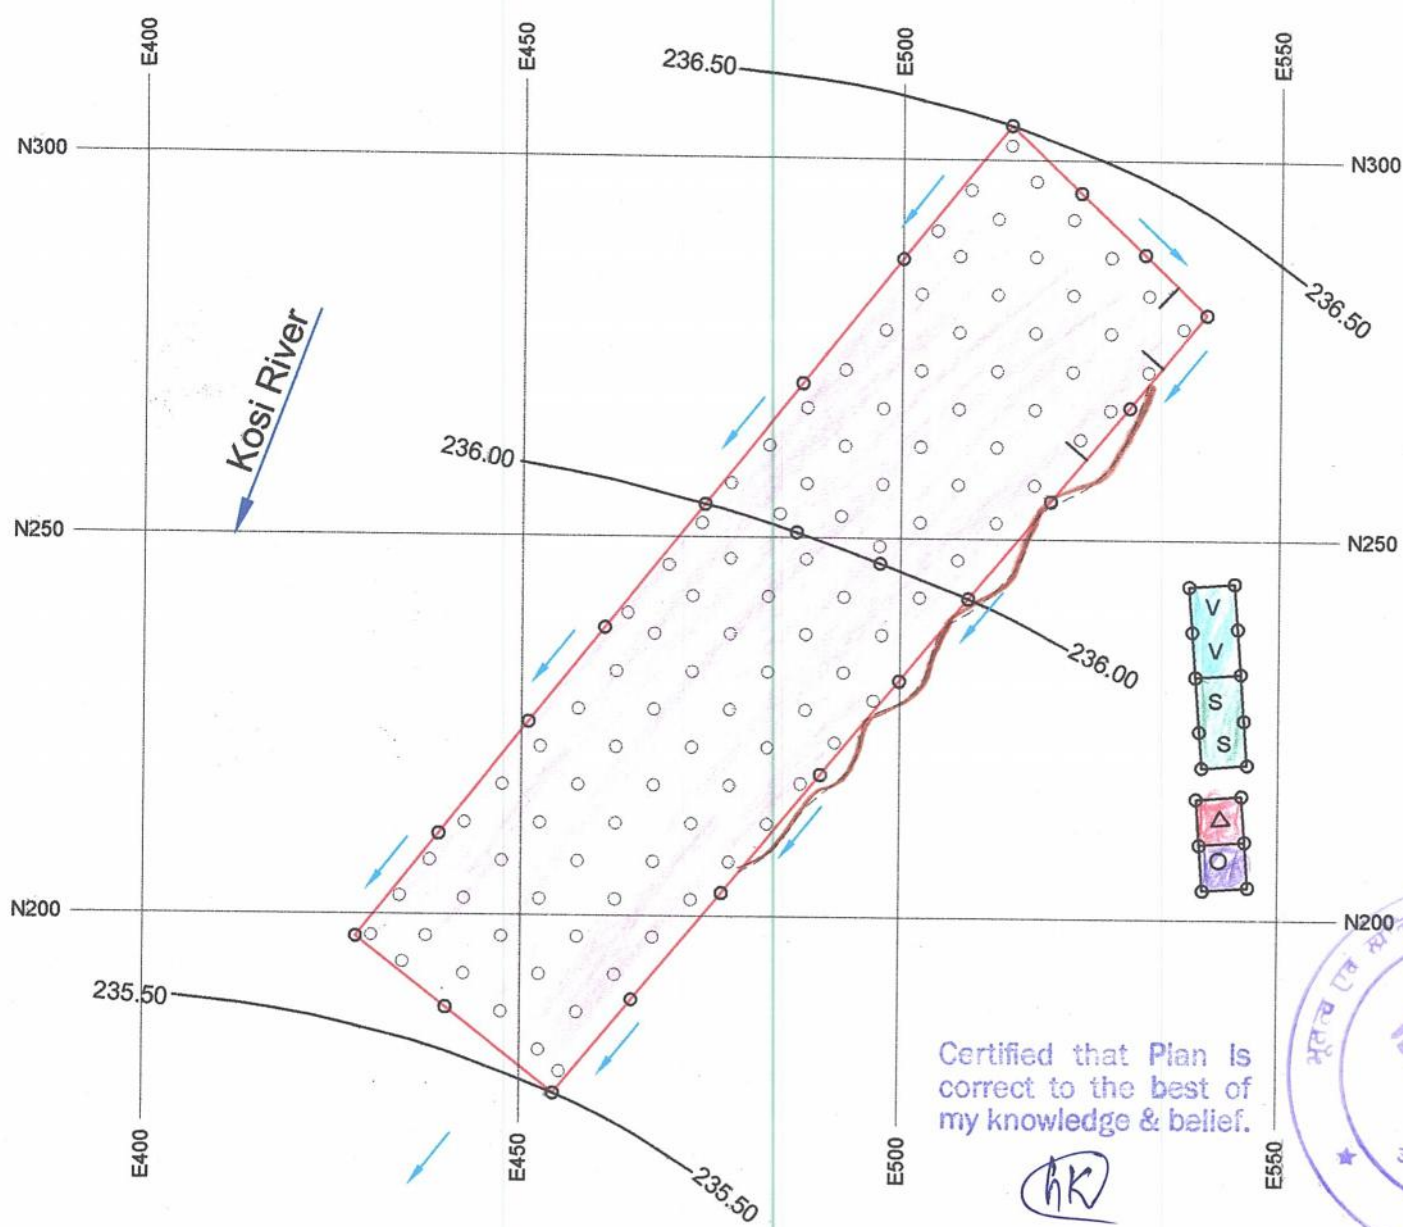 E400
E450
E500
E550
236.50
N300
N300
236.50
Kosi River
236.00
N250
N250
V
V
236.00
S
S
N200
N200
235.50
भूतत्व एवं
Certified that Plan is
correct to the best of
my knowledge & belief.
E400
E450
E500
E550
235.50